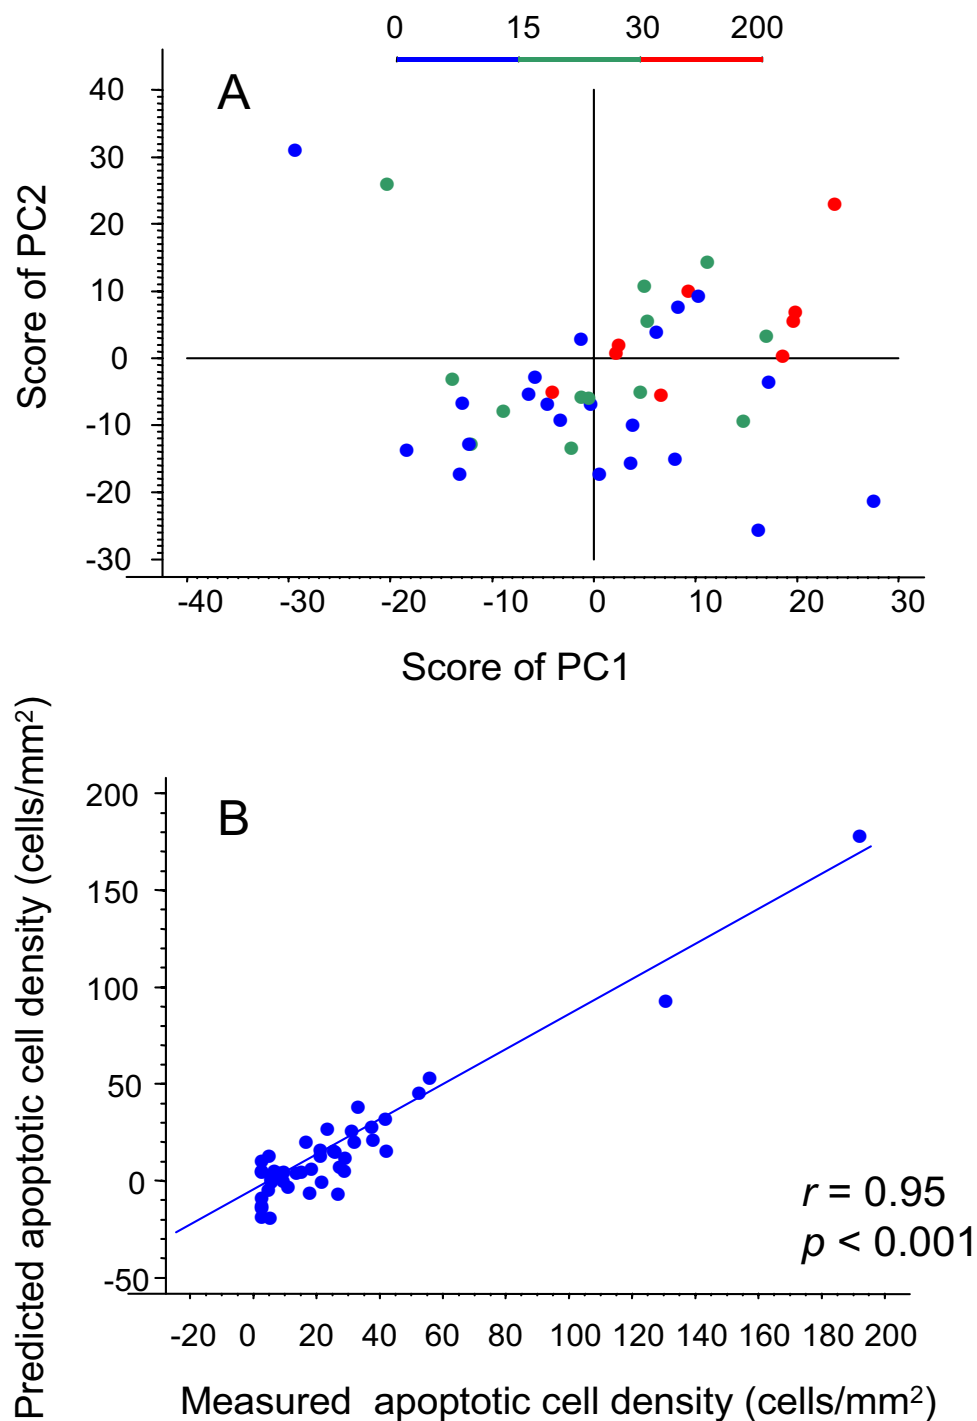 0 15 30 200
A
40
30
20
10
0
-10
-20
-30
Score of PC2
-40 -30 -20 -10 0 10 20 30
Score of PC1
B
200
150
100
50
0
-50
Predicted apoptotic cell density (cells/mm²)
r = 0.95
p < 0.001
-20 0 20 40 60 80 100 120 140 160 180 200
Measured apoptotic cell density (cells/mm²)